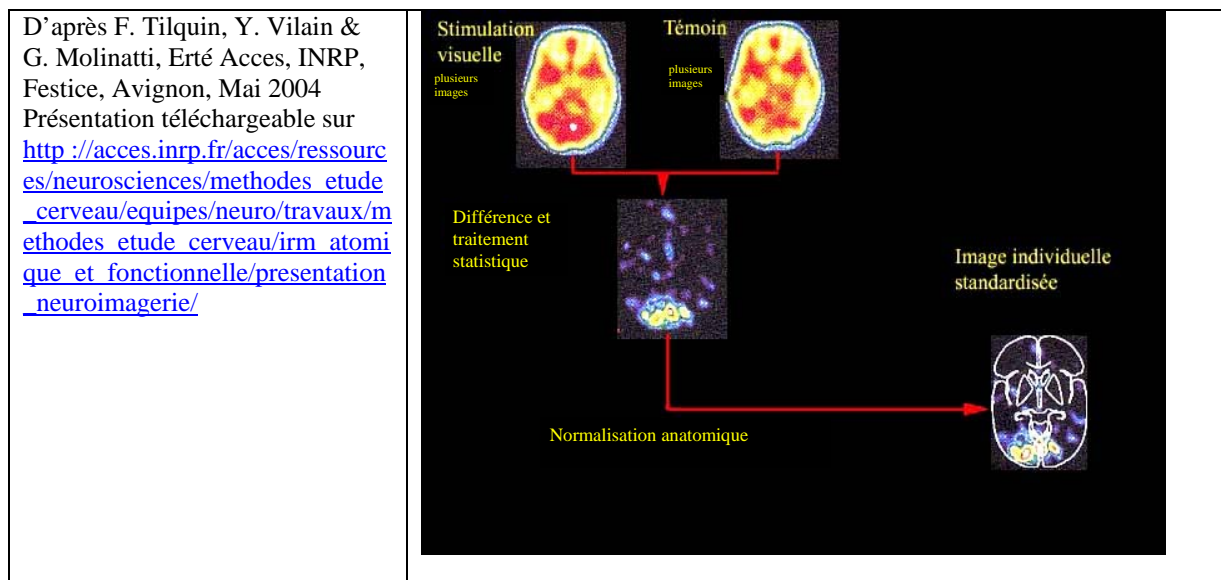 D’après F. Tilquin, Y. Vilain &
G. Molinatti, Erté Acces, INRP,
Festice, Avignon, Mai 2004
Présentation téléchargeable sur
http ://acces.inrp.fr/acces/ressourc
es/neurosciences/methodes_etude
_cerveau/equipes/neuro/travaux/m
ethodes_etude_cerveau/irm_atomi
que_et_fonctionnelle/presentation
_neuroimagerie/
Stimulation
visuelle
plusieurs
images
Témoin
plusieurs
images
Différence et
traitement
statistique
Image individuelle
standardisée
Normalisation anatomique